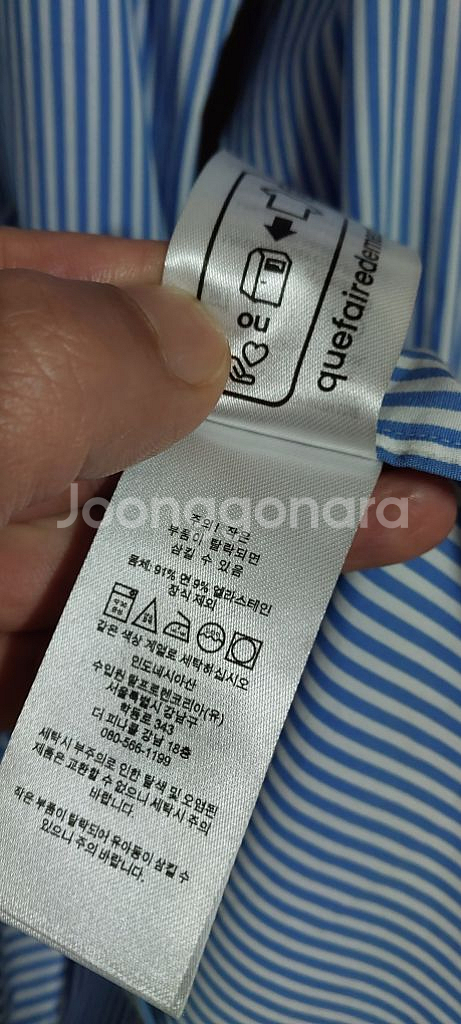 OU
quefairedeme
Joonggonara
주의! 작은
부품이 탈락되면
삼킬 수 있음
몸체: 91% 면 9% 엘라스테인
장식 제외
같은 색상 계열로 세탁하십시오
인도네시아산
수입원 랄프로렌코리아(유)
서울특별시 강남구
학동로 343
더 피나클 강남 18층
080-566-1199
세탁시 부주의로 인한 탈색 및 오염된
제품은 교환할 수 없으니 세탁시 주의
바랍니다.
작은 부품이 탈락되어 유아동이 삼킬 수
있으니 주의 바랍니다.